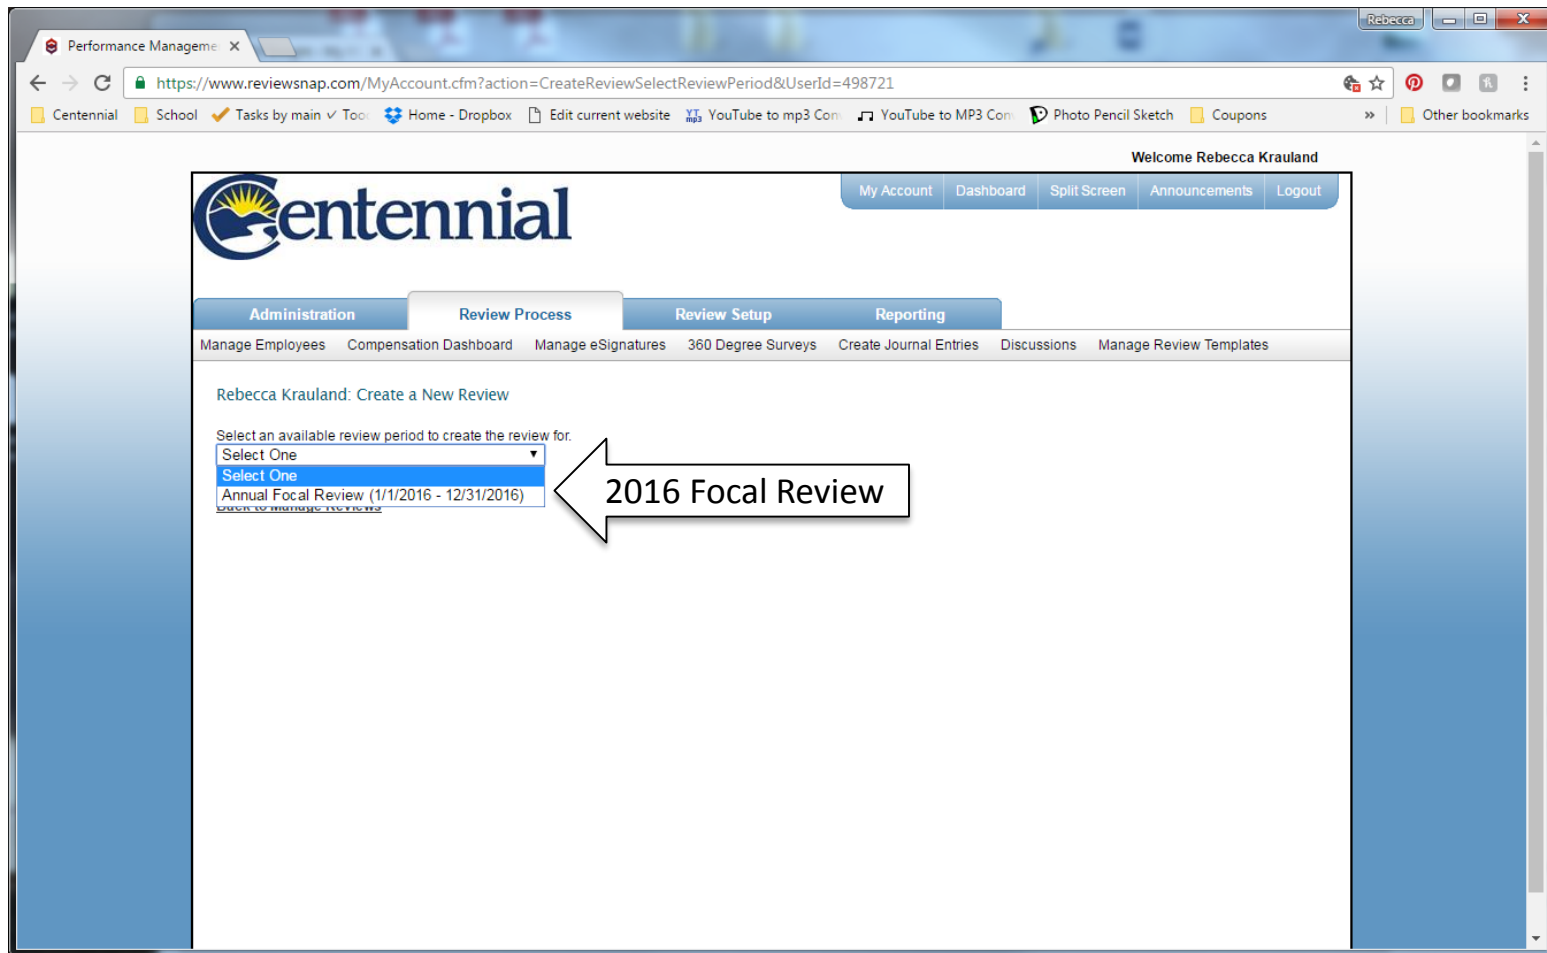 Rebecca
Performance Manageme
https://www.reviewsnap.com/MyAccount.cfm?action=CreateReviewSelectReviewPeriod&UserId=498721
Centennial School Tasks by main ✓ Tood Home - Dropbox Edit current website YouTube to mp3 Con YouTube to MP3 Con Photo Pencil Sketch Coupons » Other bookmarks
Welcome Rebecca Krauland
Centennial
My Account Dashboard Split Screen Announcements Logout
Administration Review Process Review Setup Reporting
Manage Employees Compensation Dashboard Manage eSignatures 360 Degree Surveys Create Journal Entries Discussions Manage Review Templates
Rebecca Krauland: Create a New Review
Select an available review period to create the review for.
Select One
Select One
Annual Focal Review (1/1/2016 - 12/31/2016)
Back to Manage Reviews
2016 Focal Review